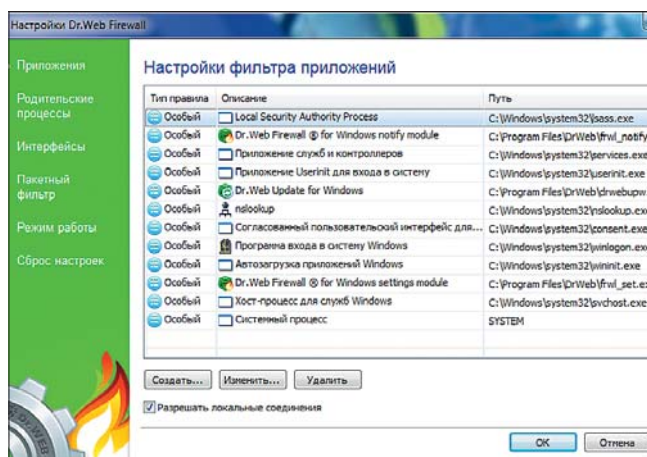 Настройки Dr.Web Firewall
Приложения
Родительские
процессы
Интерфейсы
Пакетный
фильтр
Режим работы
Сброс настроек
Настройки фильтра приложений
Тип правила Описание Путь
Особый Local Security Authority Process C:\Windows\system32\lsass.exe
Особый Dr.Web Firewall ® for Windows notify module C:\Program Files\DrWeb\frwl_notify
Особый Приложение служб и контроллеров C:\Windows\system32\services.exe
Особый Приложение Userinit для входа в систему C:\Windows\system32\userinit.exe
Особый Dr.Web Update for Windows C:\Program Files\DrWeb\drwebupw.
Особый nslookup C:\Windows\system32\nslookup.ex
Особый Согласованный пользовательский интерфейс для... C:\Windows\system32\consent.exe
Особый Программа входа в систему Windows C:\Windows\system32\winlogon.exe
Особый Автозагрузка приложений Windows C:\Windows\system32\wininit.exe
Особый Dr.Web Firewall ® for Windows settings module C:\Program Files\DrWeb\frwl_set.ex
Особый Хост-процесс для служб Windows C:\Windows\system32\svchost.exe
Особый Системный процесс SYSTEM
Создать... Изменить... Удалить
Разрешать локальные соединения
DR.WEB
OK Отмена